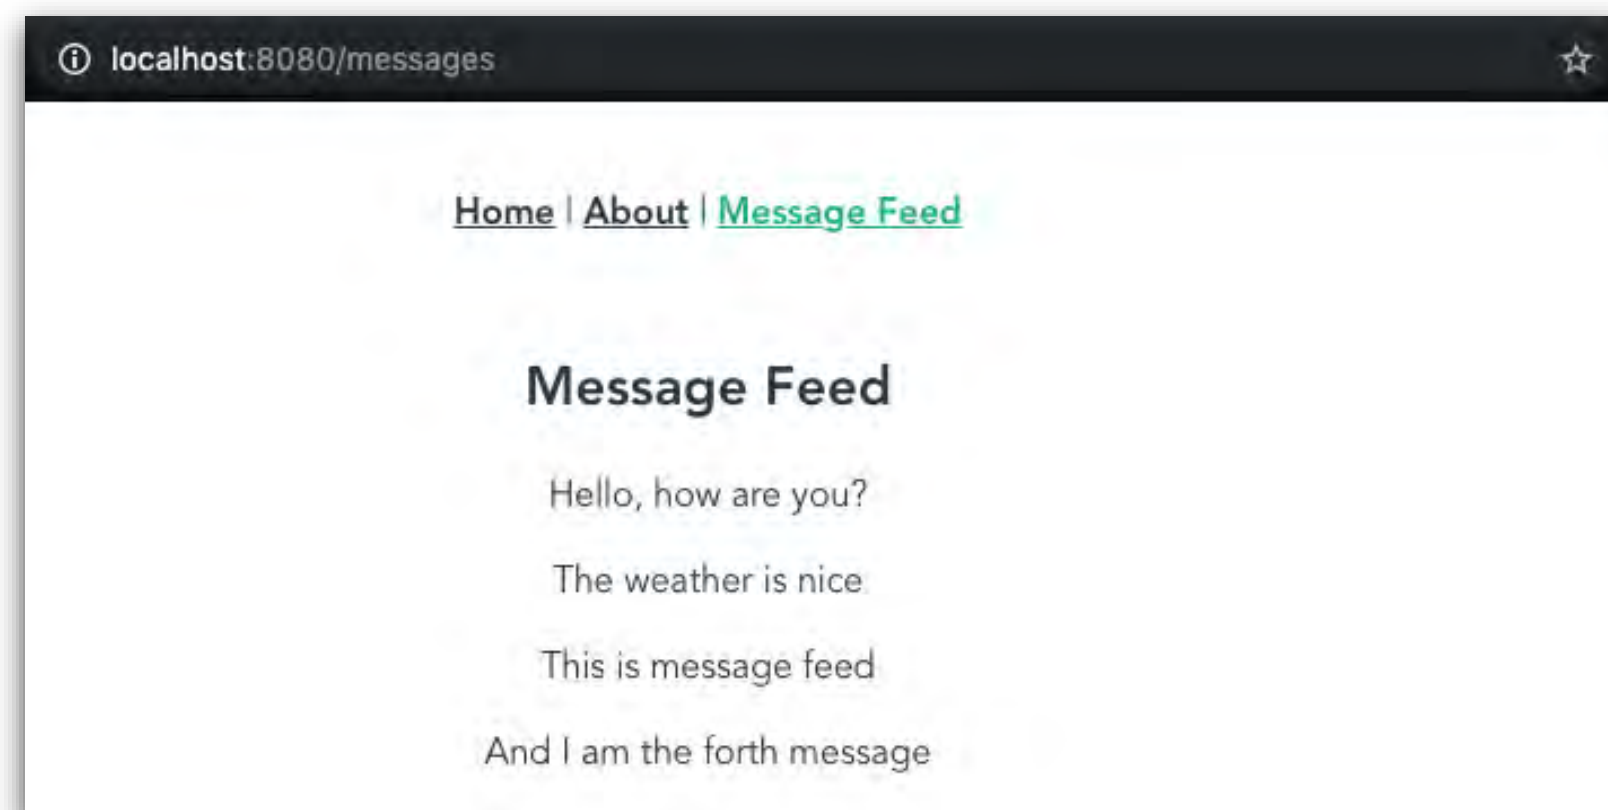 localhost:8080/messages
Home | About | Message Feed
Message Feed
Hello, how are you?
The weather is nice
This is message feed
And I am the forth message